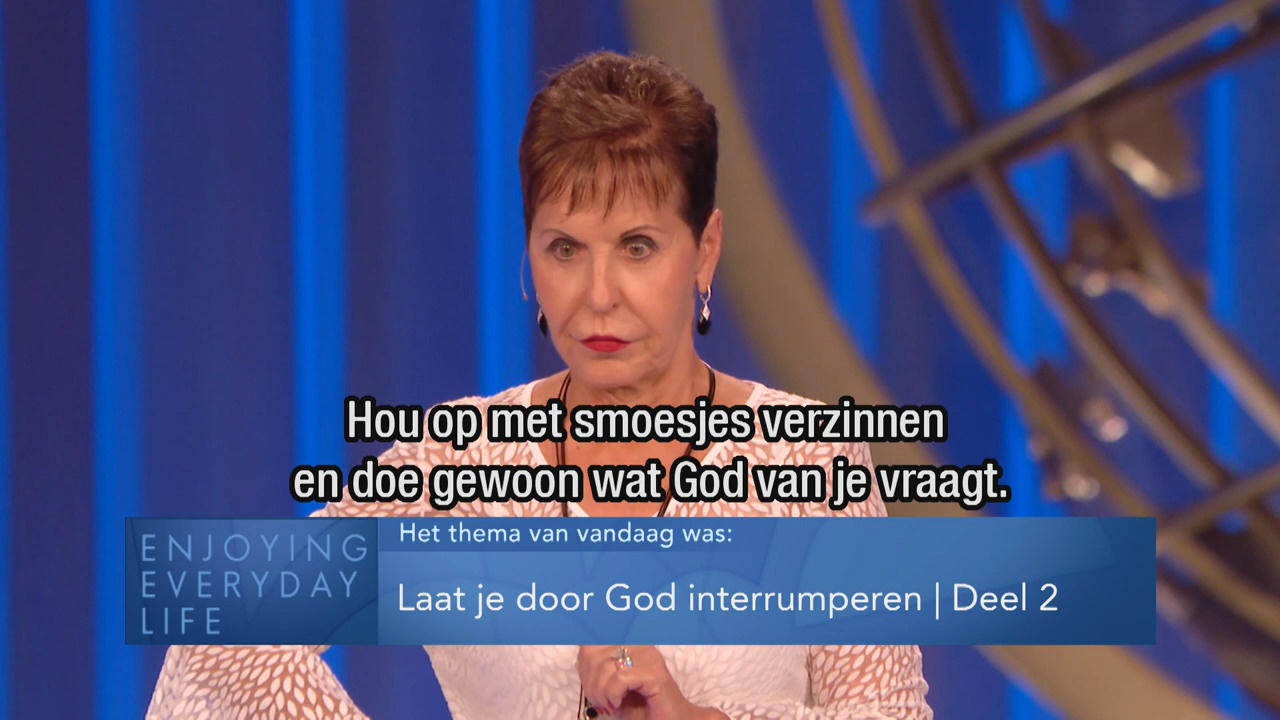 Hou op met smoesjes verzinnen
en doe gewoon wat God van je vraagt.
ENJOYING
EVERYDAY
LIFE
Het thema van vandaag was:
Laat je door God interrumperen | Deel 2